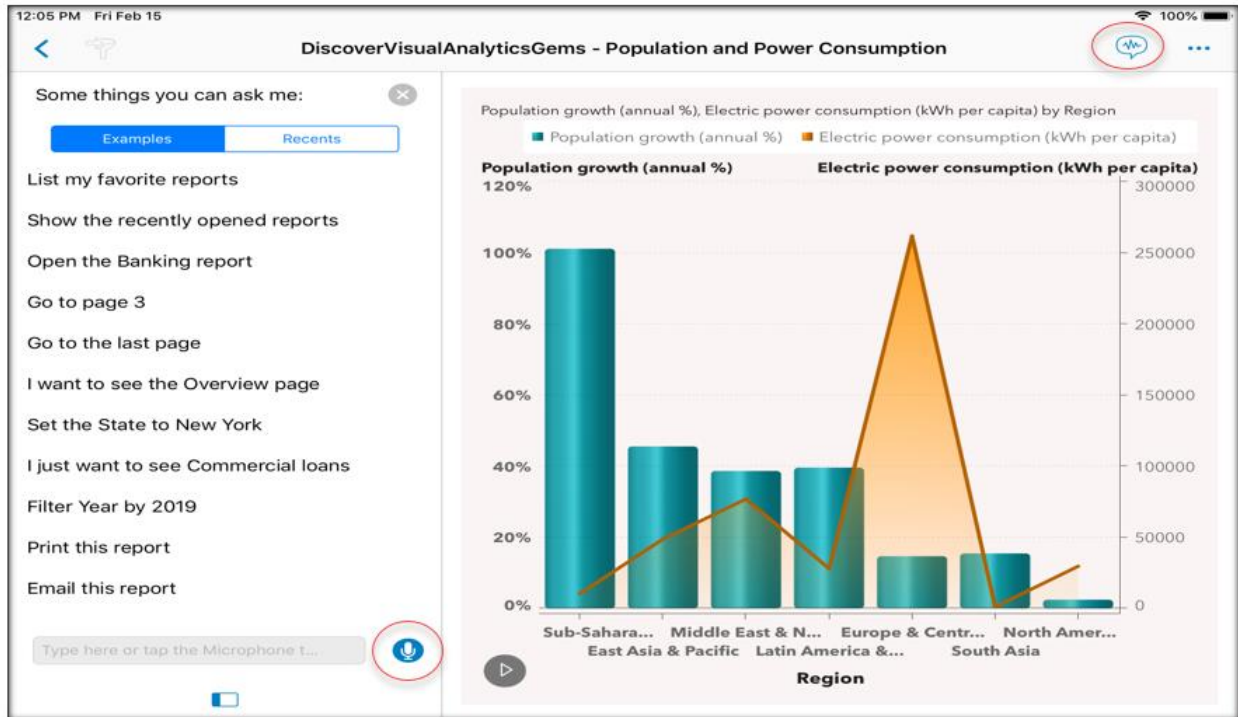 12:05 PM Fri Feb 15
100%
DiscoverVisualAnalyticsGems - Population and Power Consumption
Some things you can ask me:
Examples Recents
List my favorite reports
Show the recently opened reports
Open the Banking report
Go to page 3
Go to the last page
I want to see the Overview page
Set the State to New York
I just want to see Commercial loans
Filter Year by 2019
Print this report
Email this report
Type here or tap the Microphone t...
Population growth (annual %), Electric power consumption (kWh per capita) by Region
Population growth (annual %) Electric power consumption (kWh per capita)
Population growth (annual %) Electric power consumption (kWh per capita)
120% 300000
100% 250000
80% 200000
60% 150000
40% 100000
20% 50000
0% 0
Sub-Sahara... Middle East & N... Europe & Centr... North Amer...
East Asia & Pacific Latin America &... South Asia
Region